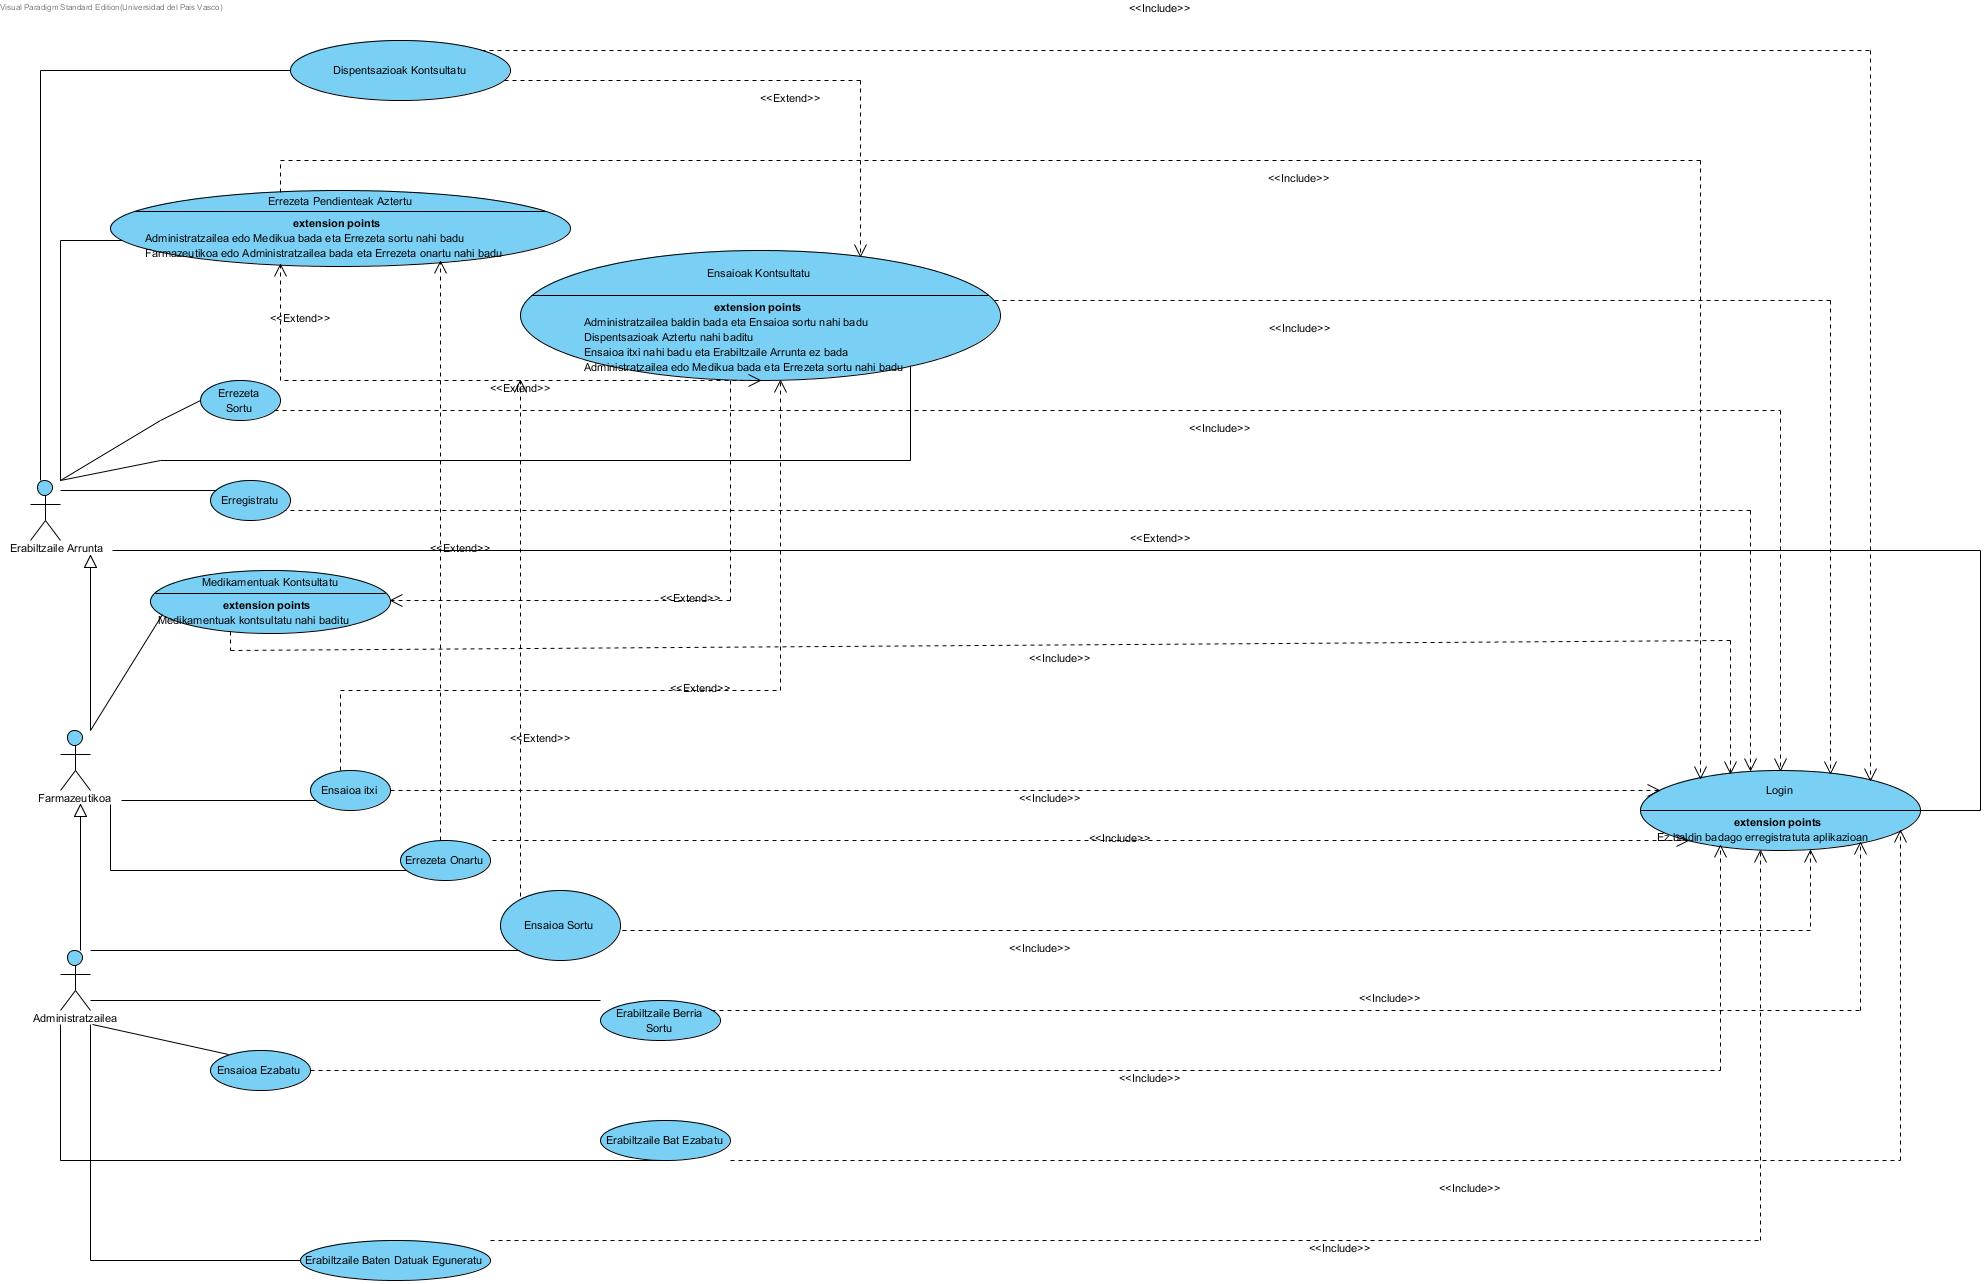 Visual Paradigm Standard Edition(Universidad del Pais Vasco)
<<Include>>
Dispentsazioak Kontsultatu
<<Extend>>
<<Include>>
Errezeta Pendienteak Aztertu
extension points
Administratzailea edo Medikua bada eta Errezeta sortu nahi badu
Farmazeutikoa edo Administratzailea bada eta Errezeta onartu nahi badu
Ensaioak Kontsultatu
extension points
Administratzailea baldin bada eta Ensaioa sortu nahi badu
Dispentsazioak Aztertu nahi baditu
Ensaioa itxi nahi badu eta Erabiltzaile Arrunta ez bada
Administratzailea edo Medikua bada eta Errezeta sortu nahi badu
<<Extend>>
<<Include>>
<<Extend>>
Errezeta
Sortu
<<Include>>
Erregistratu
Erabiltzaile Arrunta
<<Extend>>
<<Extend>>
Medikamentuak Kontsultatu
extension points
Medikamentuak kontsultatu nahi baditu
<<Extend>>
<<Include>>
<<Extend>>
<<Extend>>
Farmazeutikoa
Ensaioa itxi
<<Include>>
Login
extension points
Ez baldin badago erregistratuta aplikazioan
<<Include>>
Errezeta Onartu
Ensaioa Sortu
<<Include>>
Administratzailea
Erabiltzaile Berria
Sortu
<<Include>>
Ensaioa Ezabatu
<<Include>>
Erabiltzaile Bat Ezabatu
<<Include>>
Erabiltzaile Baten Datuak Eguneratu
<<Include>>